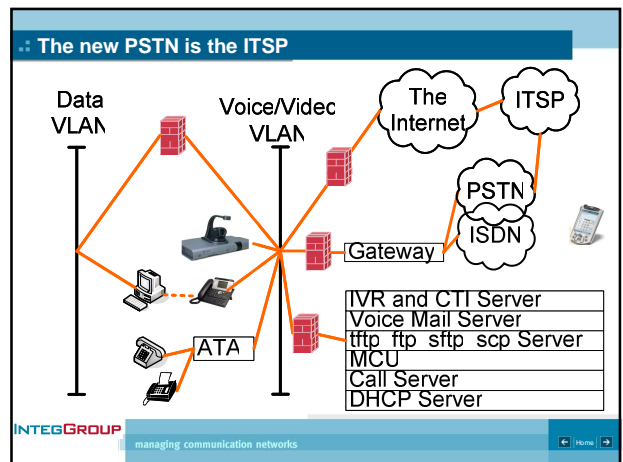 The new PSTN is the ITSP
Data
VLAN
Voice/Video
VLAN
The
Internet
ITSP
PSTN
ISDN
Gateway
ATA
IVR and CTI Server
Voice Mail Server
tftp ftp sftp scp Server
MCU
Call Server
DHCP Server
INTEGGROUP
managing communication networks
Home